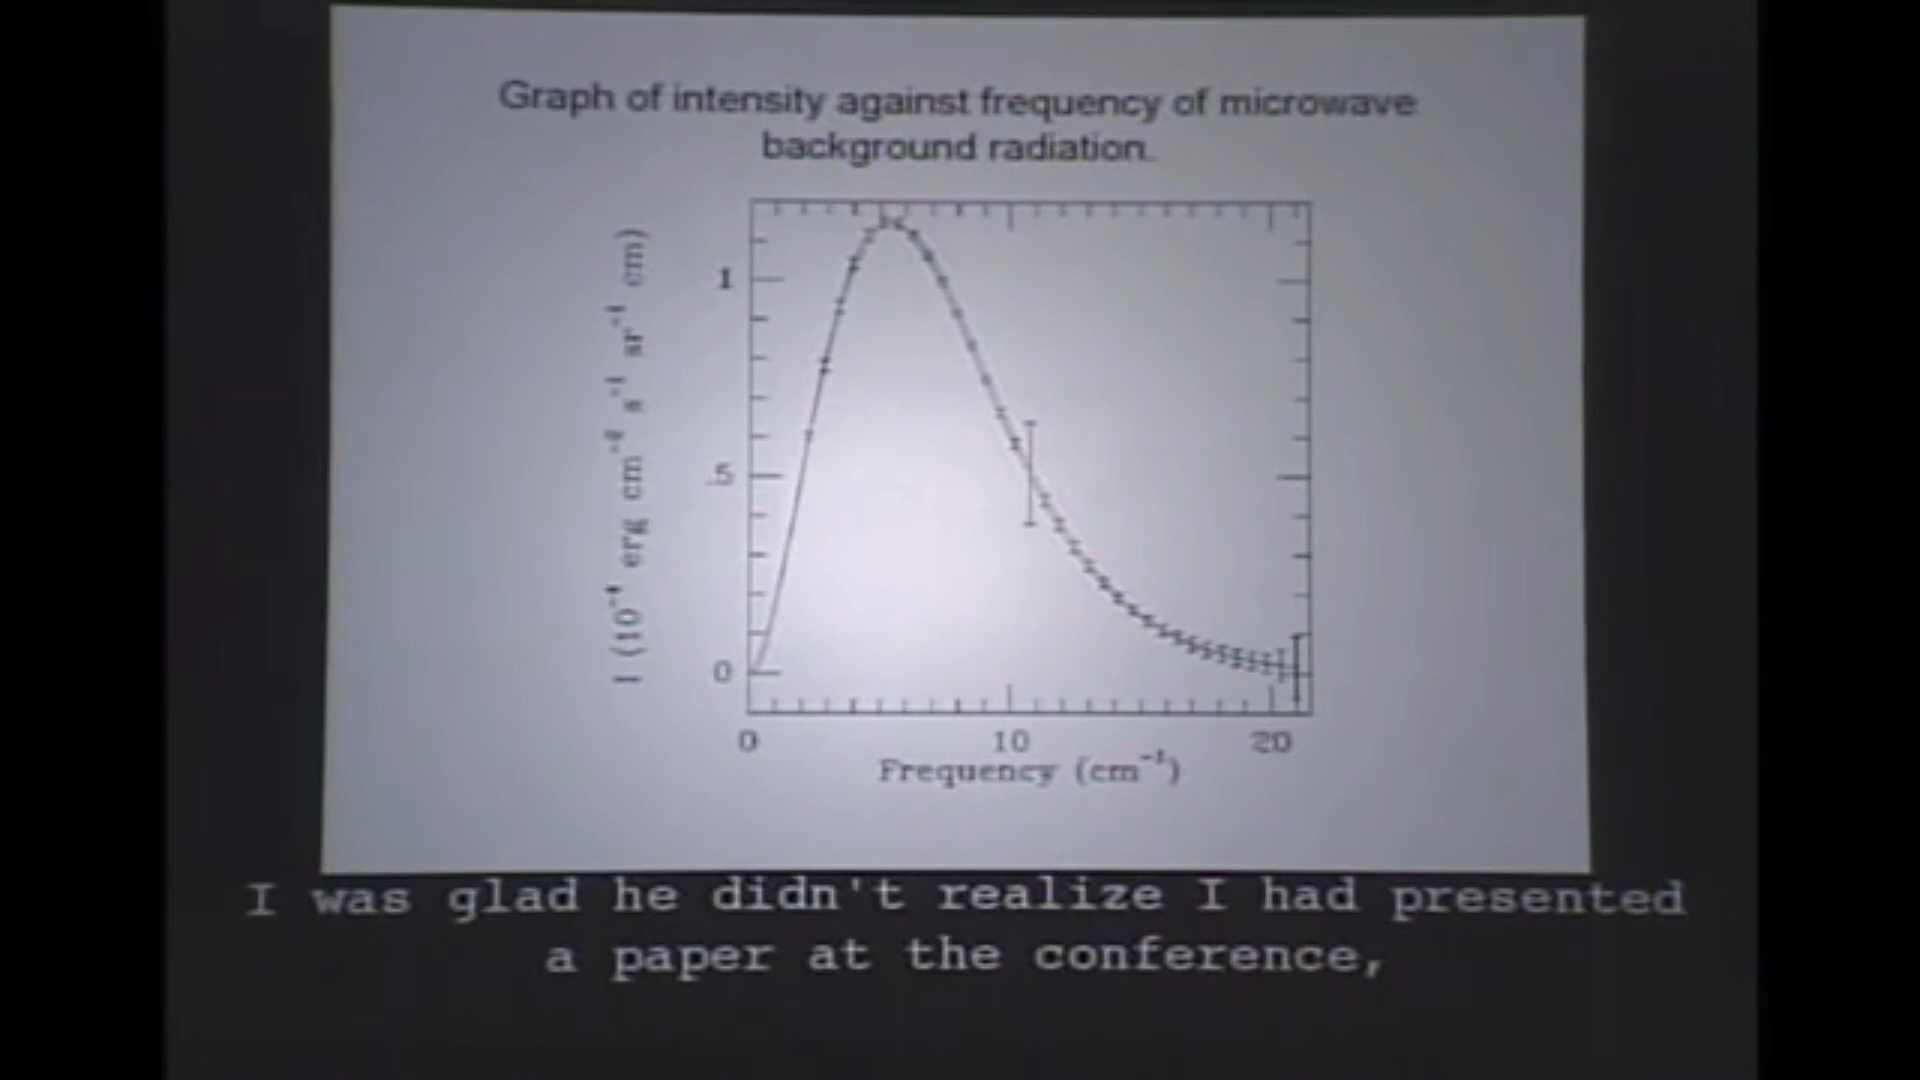 Graph of intensity against frequency of microwave
background radiation.
I (10⁻⁴ erg cm⁻² s⁻¹ sr⁻¹ cm)
1
.5
0
0 10 20
Frequency (cm⁻¹)
I was glad he didn't realize I had presented
a paper at the conference,